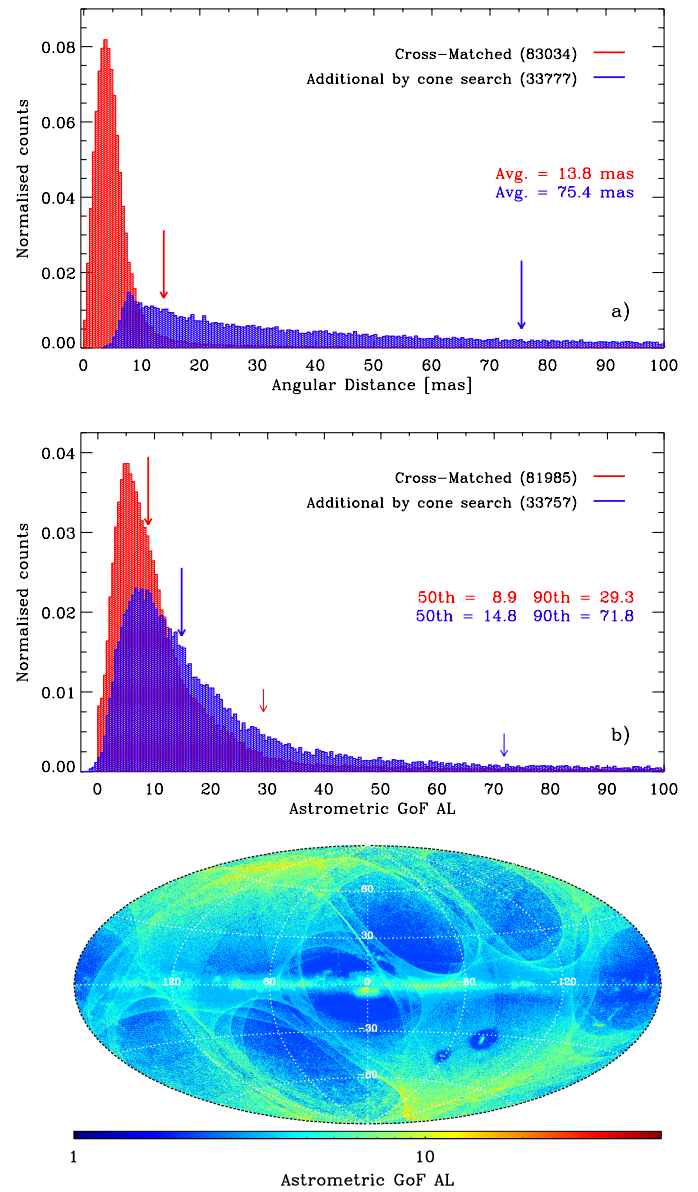 Cross-Matched (83034)
Additional by cone search (33777)
Avg. = 13.8 mas
Avg. = 75.4 mas
a)
Normalised counts
0.08
0.06
0.04
0.02
0.00
0 10 20 30 40 50 60 70 80 90 100
Angular Distance [mas]
Cross-Matched (81985)
Additional by cone search (33757)
50th = 8.9 90th = 29.3
50th = 14.8 90th = 71.8
b)
Normalised counts
0.04
0.03
0.02
0.01
0.00
0 10 20 30 40 50 60 70 80 90 100
Astrometric GoF AL
60
30
120 60 0 -60 -120
-30
-60
1 10
Astrometric GoF AL